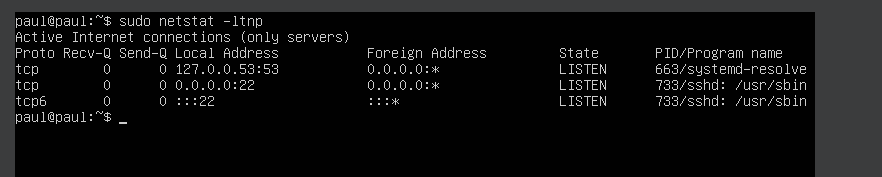 paul@paul:~$ sudo netstat -ltnp
Active Internet connections (only servers)
Proto Recv-Q Send-Q Local Address Foreign Address State PID/Program name
tcp 0 0 127.0.0.53:53 0.0.0.0:* LISTEN 663/systemd-resolve
tcp 0 0 0.0.0.0:22 0.0.0.0:* LISTEN 733/sshd: /usr/sbin
tcp6 0 0 :::22 :::* LISTEN 733/sshd: /usr/sbin
paul@paul:~$ _